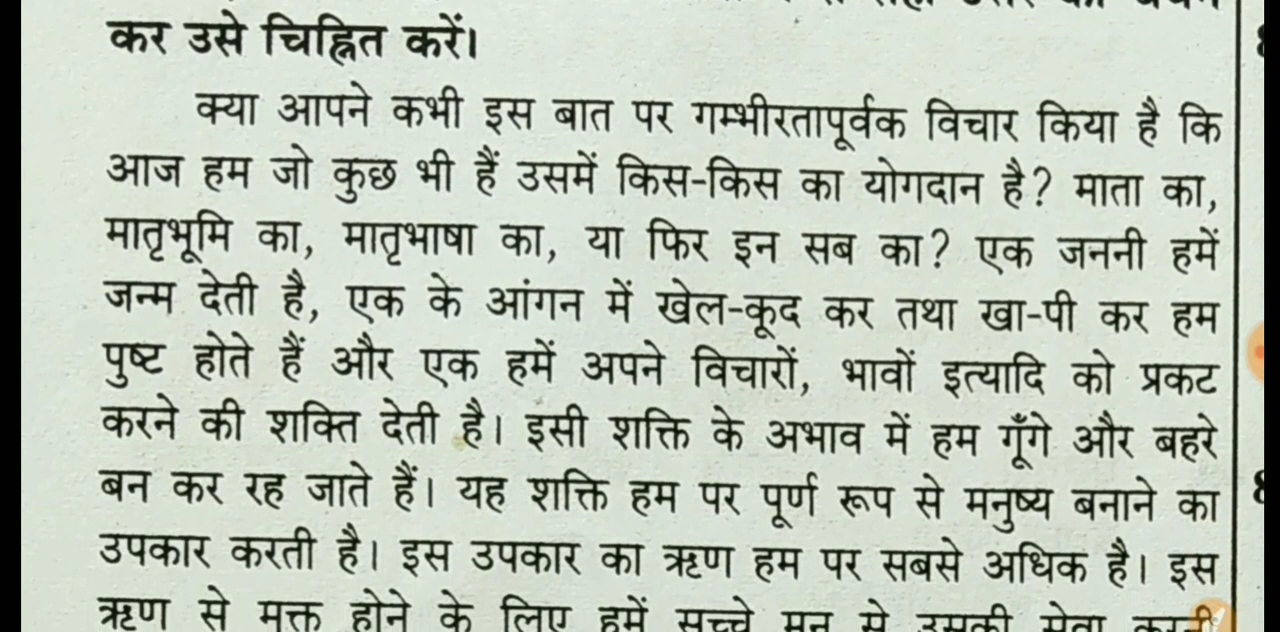 कर उसे चिह्नित करें।
क्या आपने कभी इस बात पर गम्भीरतापूर्वक विचार किया है कि
आज हम जो कुछ भी हैं उसमें किस-किस का योगदान है? माता का,
मातृभूमि का, मातृभाषा का, या फिर इन सब का? एक जननी हमें
जन्म देती है, एक के आंगन में खेल-कूद कर तथा खा-पी कर हम
पुष्ट होते हैं और एक हमें अपने विचारों, भावों इत्यादि को प्रकट
करने की शक्ति देती है। इसी शक्ति के अभाव में हम गूँगे और बहरे
बन कर रह जाते हैं। यह शक्ति हम पर पूर्ण रूप से मनुष्य बनाने का
उपकार करती है। इस उपकार का ऋण हम पर सबसे अधिक है। इस
ऋण से मुक्त होने के लिए हमें सच्चे मन से उसकी सेवा करनी